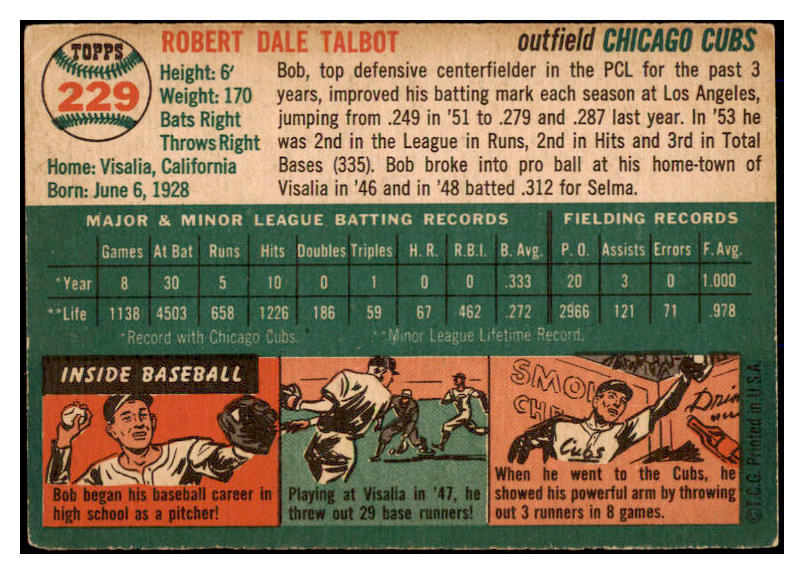 TOPPS
229
ROBERT DALE TALBOT
outfield CHICAGO CUBS
Height: 6'
Weight: 170
Bats Right
Throws Right
Home: Visalia, California
Born: June 6, 1928
Bob, top defensive centerfielder in the PCL for the past 3
years, improved his batting mark each season at Los Angeles,
jumping from .249 in '51 to .279 and .287 last year. In '53 he
was 2nd in the League in Runs, 2nd in Hits and 3rd in Total
Bases (335). Bob broke into pro ball at his home-town of
Visalia in '46 and in '48 batted .312 for Selma.
MAJOR & MINOR LEAGUE BATTING RECORDS FIELDING RECORDS
Games At Bat Runs Hits Doubles Triples H. R. R.B.I. B. Avg. P. O. Assists Errors F. Avg.
*Year 8 30 5 10 0 1 0 0 .333 20 3 0 1.000
**Life 1138 4503 658 1226 186 59 67 462 .272 2966 121 71 .978
*Record with Chicago Cubs. **Minor League Lifetime Record.
INSIDE BASEBALL
Bob began his baseball career in
high school as a pitcher!
Playing at Visalia in '47, he
threw out 29 base runners!
SMO
CHE
Cubs
Drin
When he went to the Cubs, he
showed his powerful arm by throwing
out 3 runners in 8 games.
©T.C.G. Printed in U.S.A.